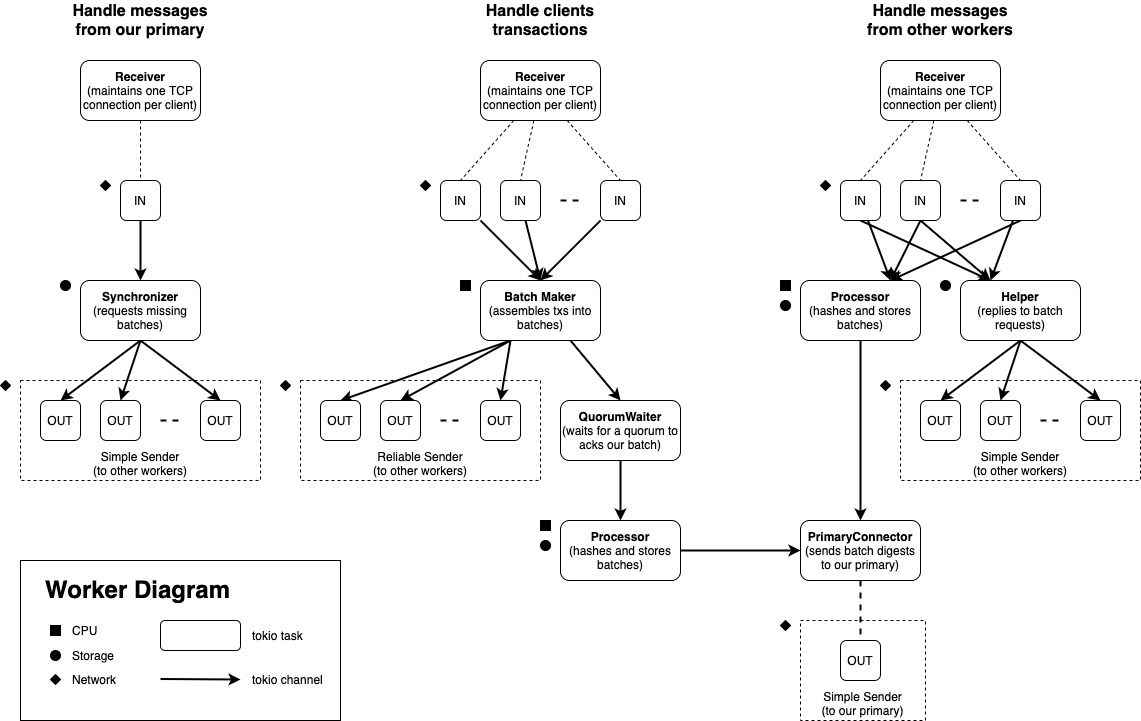 Handle messages
from our primary
Handle clients
transactions
Handle messages
from other workers
Receiver
(maintains one TCP
connection per client)
Receiver
(maintains one TCP
connection per client)
Receiver
(maintains one TCP
connection per client)
IN
IN
IN
--
IN
IN
IN
--
IN
Synchronizer
(requests missing
batches)
Batch Maker
(assembles txs into
batches)
Processor
(hashes and stores
batches)
Helper
(replies to batch
requests)
OUT
OUT
--
OUT
Simple Sender
(to other workers)
OUT
OUT
--
OUT
Reliable Sender
(to other workers)
QuorumWaiter
(waits for a quorum to
acks our batch)
OUT
OUT
--
OUT
Simple Sender
(to other workers)
Processor
(hashes and stores
batches)
PrimaryConnector
(sends batch digests
to our primary)
OUT
Simple Sender
(to our primary)
Worker Diagram
CPU
Storage
Network
tokio task
tokio channel